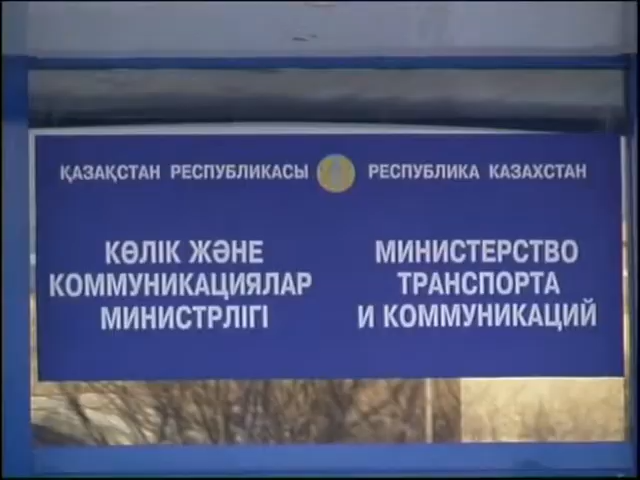 ҚАЗАҚСТАН РЕСПУБЛИКАСЫ
КӨЛІК ЖӘНЕ
КОММУНИКАЦИЯЛАР
МИНИСТРЛІГІ
РЕСПУБЛИКА КАЗАХСТАН
МИНИСТЕРСТВО
ТРАНСПОРТА
И КОММУНИКАЦИЙ